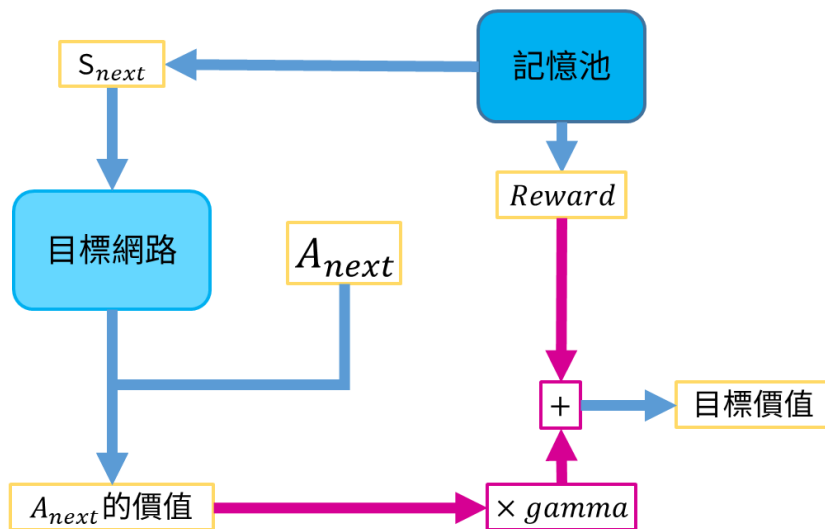 S_next
記憶池
Reward
目標網路
A_next
+
目標價值
A_next的價值
× gamma